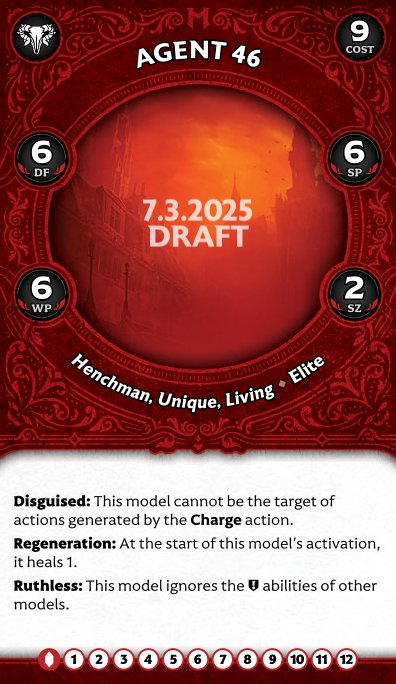 AGENT 46
9
COST
6
DF
6
SP
7.3.2025
DRAFT
6
WP
2
SZ
Henchman, Unique, Living • Elite
Disguised: This model cannot be the target of
actions generated by the Charge action.
Regeneration: At the start of this model's activation,
it heals 1.
Ruthless: This model ignores the abilities of other
models.
1 2 3 4 5 6 7 8 9 10 11 12